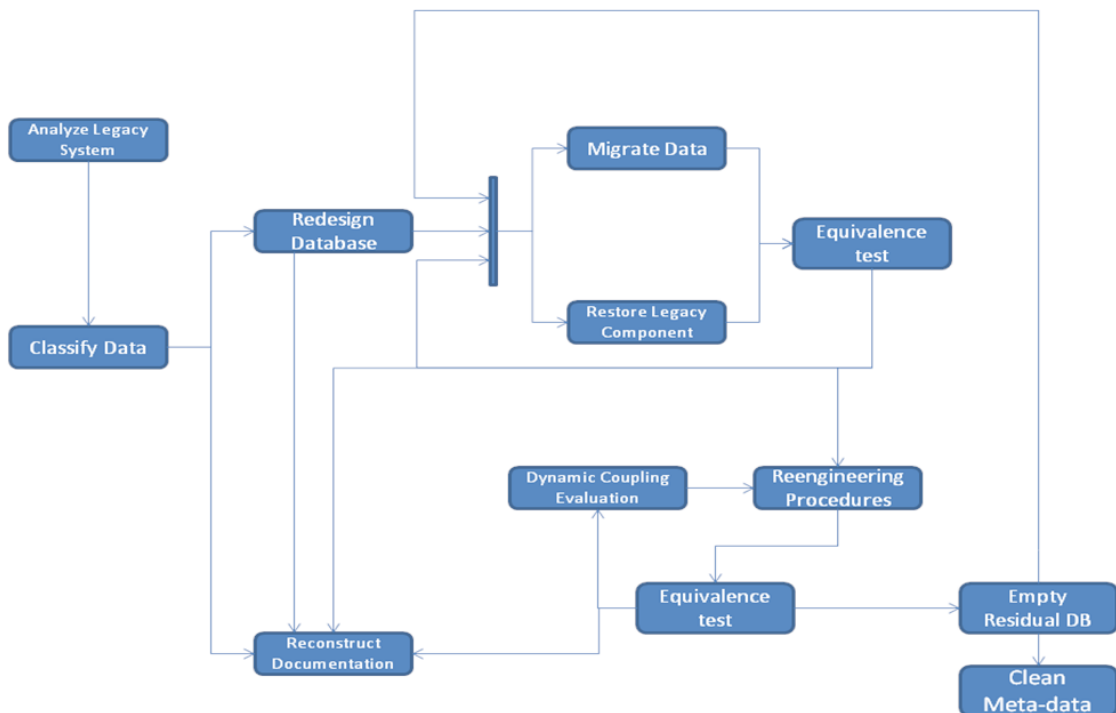 Analyze Legacy
System
Migrate Data
Redesign
Database
Equivalence
test
Restore Legacy
Component
Classify Data
Dynamic Coupling
Evaluation
Reengineering
Procedures
Equivalence
test
Empty
Residual DB
Reconstruct
Documentation
Clean
Meta-data